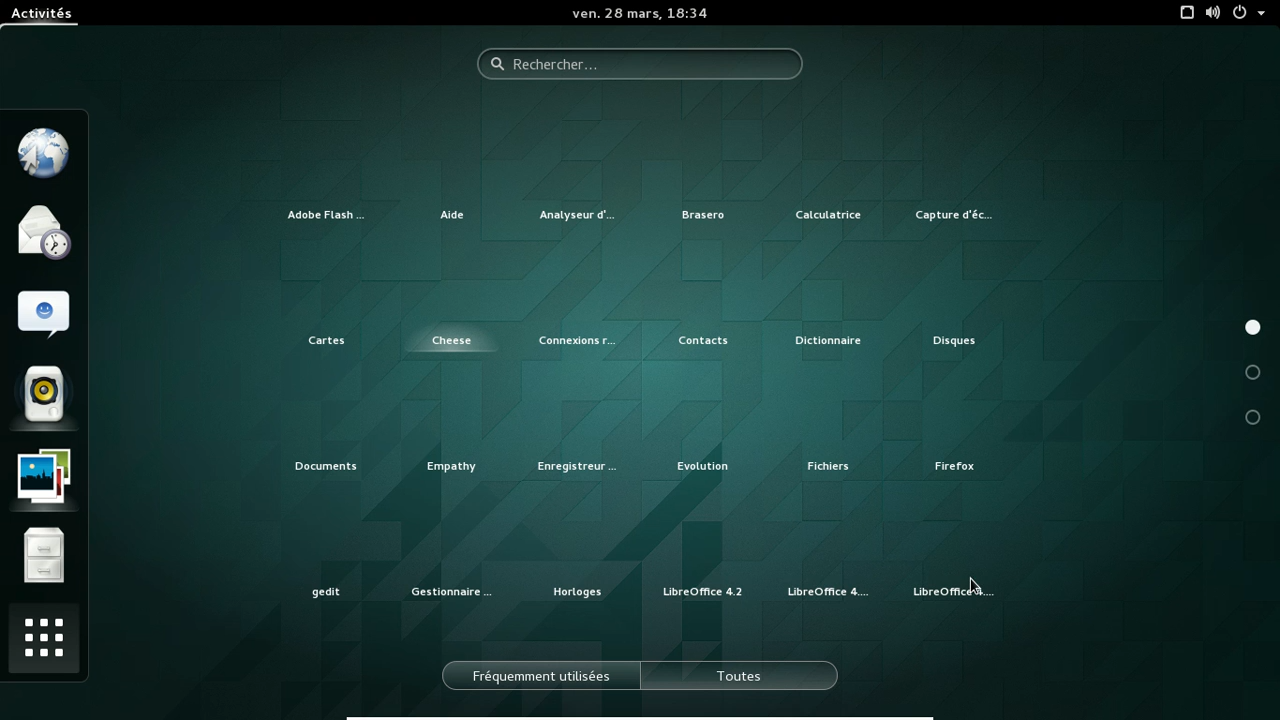 Activités ven. 28 mars, 18:34
Rechercher…
Adobe Flash ... Aide Analyseur d'... Brasero Calculatrice Capture d'éc...
Cartes Cheese Connexions r... Contacts Dictionnaire Disques
Documents Empathy Enregistreur ... Evolution Fichiers Firefox
gedit Gestionnaire ... Horloges LibreOffice 4.2 LibreOffice 4.... LibreOffice 4....
Fréquemment utilisées Toutes